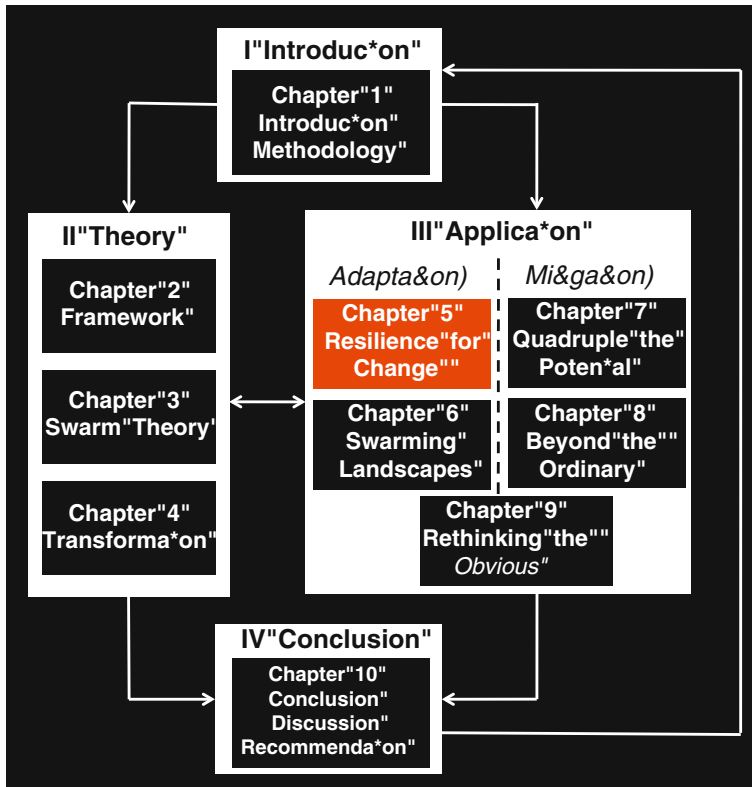 I"Introduc*on"
Chapter"1"
Introduc*on"
Methodology"
II"Theory"
Chapter"2"
Framework"
Chapter"3"
Swarm"Theory'
Chapter"4"
Transforma*on"
III"Applica*on"
Adapta&on)
Mi&ga&on)
Chapter"5"
Resilience"for"
Change""
Chapter"6"
Swarming"
Landscapes"
Chapter"7"
Quadruple"the"
Poten*al"
Chapter"8"
Beyond"the""
Ordinary"
Chapter"9"
Rethinking"the""
Obvious"
IV"Conclusion"
Chapter"10"
Conclusion"
Discussion"
Recommenda*on"